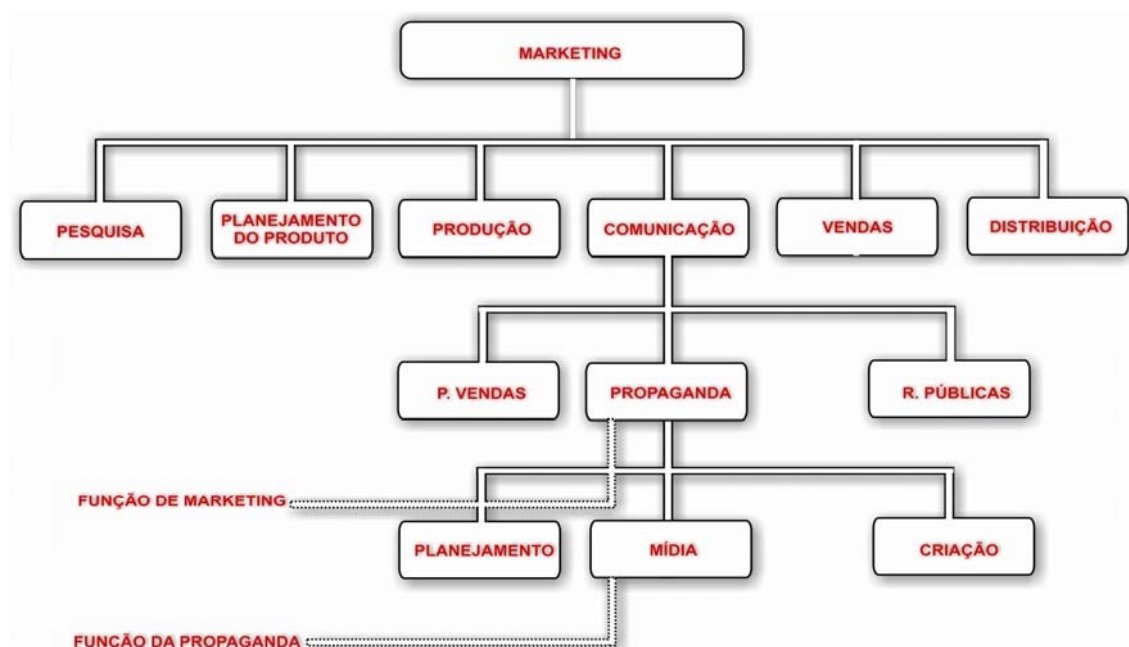 MARKETING
PESQUISA
PLANEJAMENTO
DO PRODUTO
PRODUÇÃO
COMUNICAÇÃO
VENDAS
DISTRIBUIÇÃO
P. VENDAS
PROPAGANDA
R. PÚBLICAS
FUNÇÃO DE MARKETING
PLANEJAMENTO
MÍDIA
CRIAÇÃO
FUNÇÃO DA PROPAGANDA